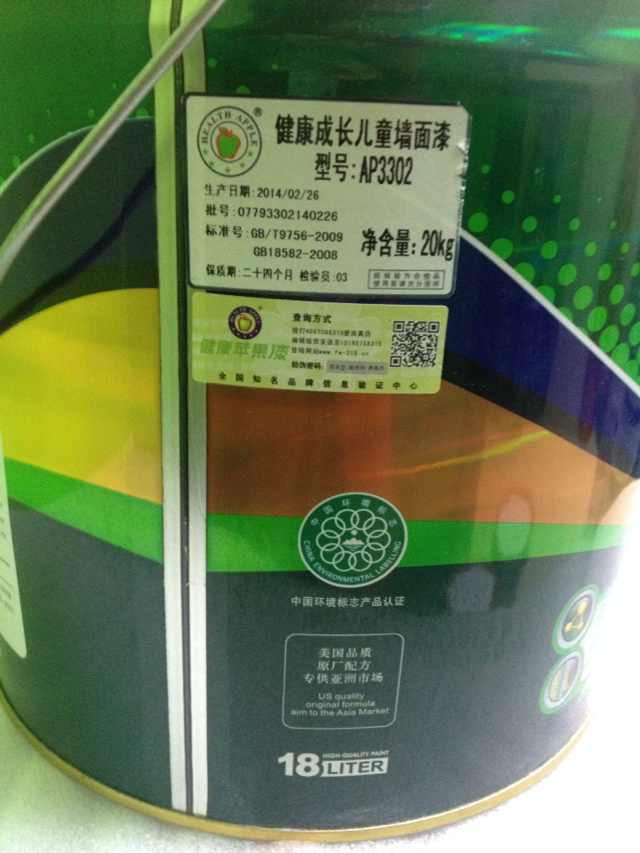 HEALTH APPLE ®
健康成长儿童墙面漆
型号:AP3302
生产日期:2014/02/26
批号:07793302140226
标准号:GB/T9756-2009
GB18582-2008
净含量:20kg
保质期:二十四个月 检验员:03
查询方式
健康苹果漆
防伪密码:
全国知名品牌信息验证中心
中国环境标志
CHINA ENVIRONMENTAL LABELLING
中国环境标志产品认证
美国品质
原厂配方
专供亚洲市场
US quality
original formula
aim to the Asia Market
18 HIGH-QUALITY PAINT
LITER